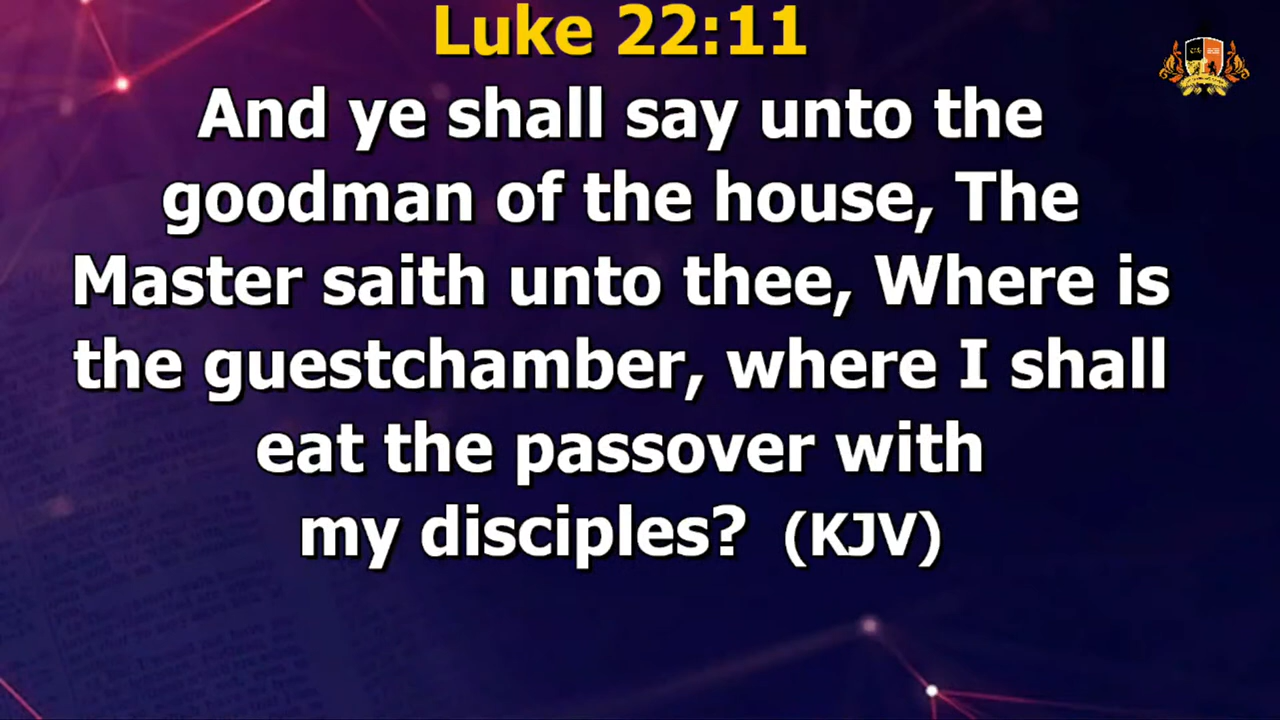 Luke 22:11
And ye shall say unto the
goodman of the house, The
Master saith unto thee, Where is
the guestchamber, where I shall
eat the passover with
my disciples? (KJV)